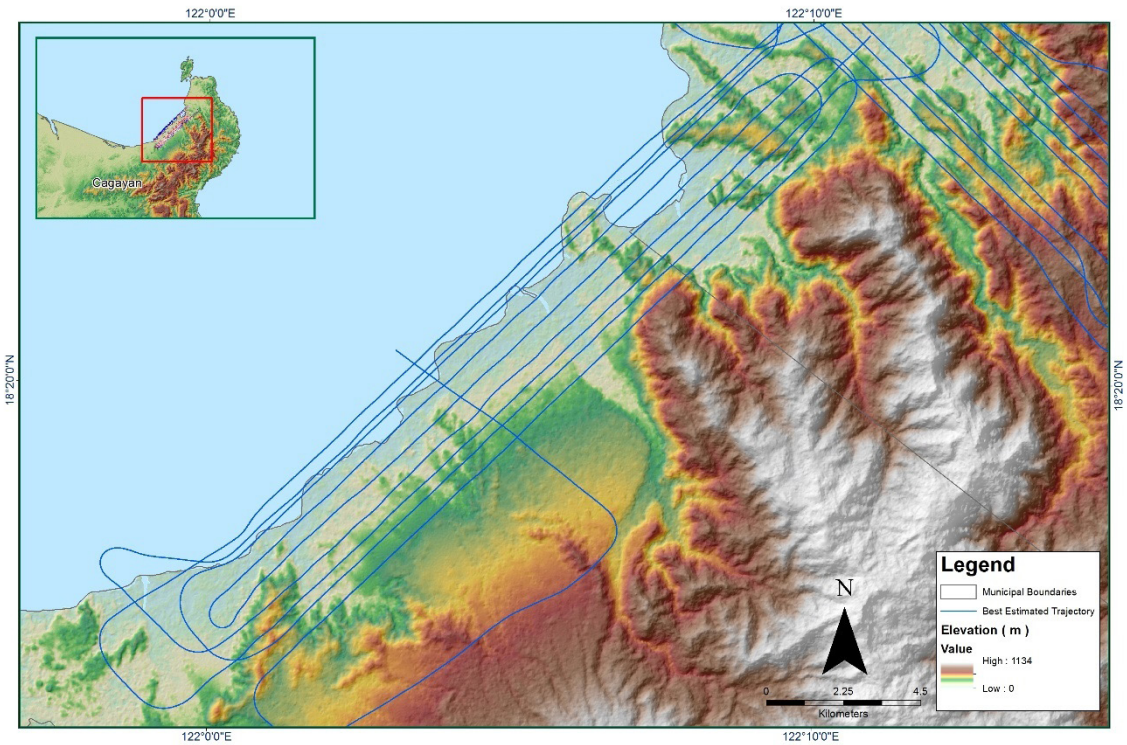 122°0'0"E
122°10'0"E
Cagayan
18°20'0"N
18°20'0"N
N
0
2.25
4.5
Kilometers
Legend
Municipal Boundaries
Best Estimated Trajectory
Elevation ( m )
Value
High : 1134
Low : 0
122°0'0"E
122°10'0"E